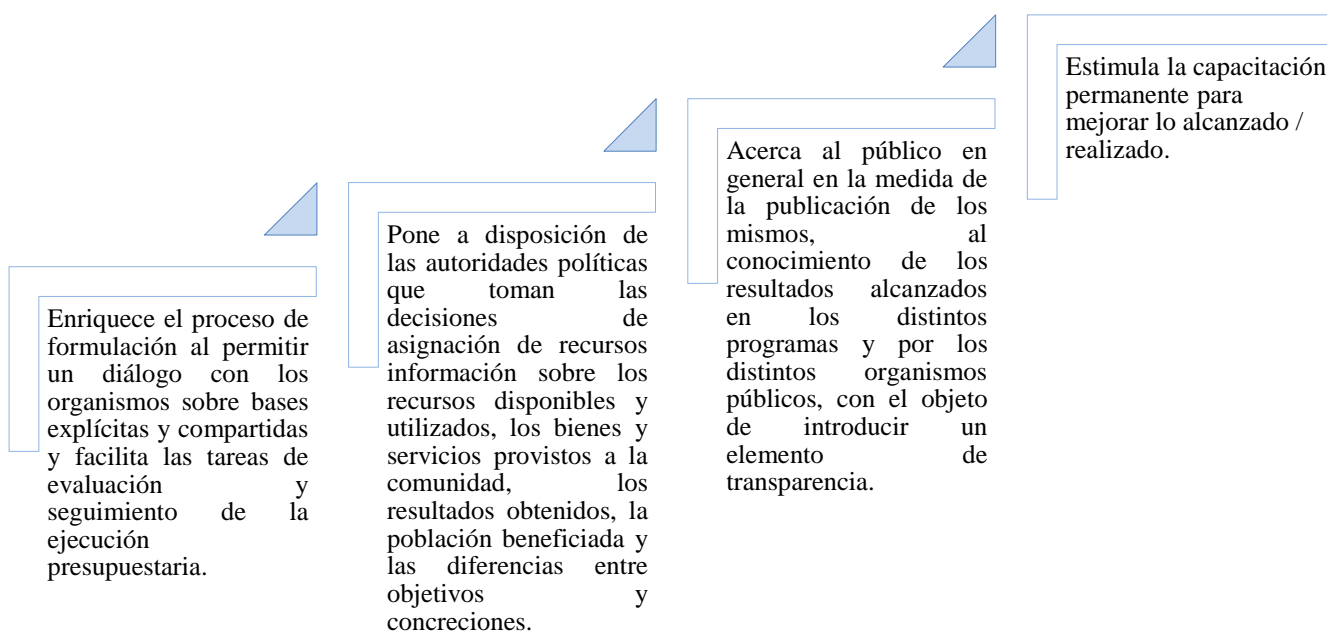 Enriquece el proceso de
formulación al permitir
un diálogo con los
organismos sobre bases
explícitas y compartidas
y facilita las tareas de
evaluación y
seguimiento de la
ejecución
presupuestaria.
Pone a disposición de
las autoridades políticas
que toman las
decisiones de
asignación de recursos
información sobre los
recursos disponibles y
utilizados, los bienes y
servicios provistos a la
comunidad, los
resultados obtenidos, la
población beneficiada y
las diferencias entre
objetivos y
concreciones.
Acerca al público en
general en la medida de
la publicación de los
mismos, al
conocimiento de los
resultados alcanzados
en los distintos
programas y por los
distintos organismos
públicos, con el objeto
de introducir un
elemento de
transparencia.
Estimula la capacitación
permanente para
mejorar lo alcanzado /
realizado.